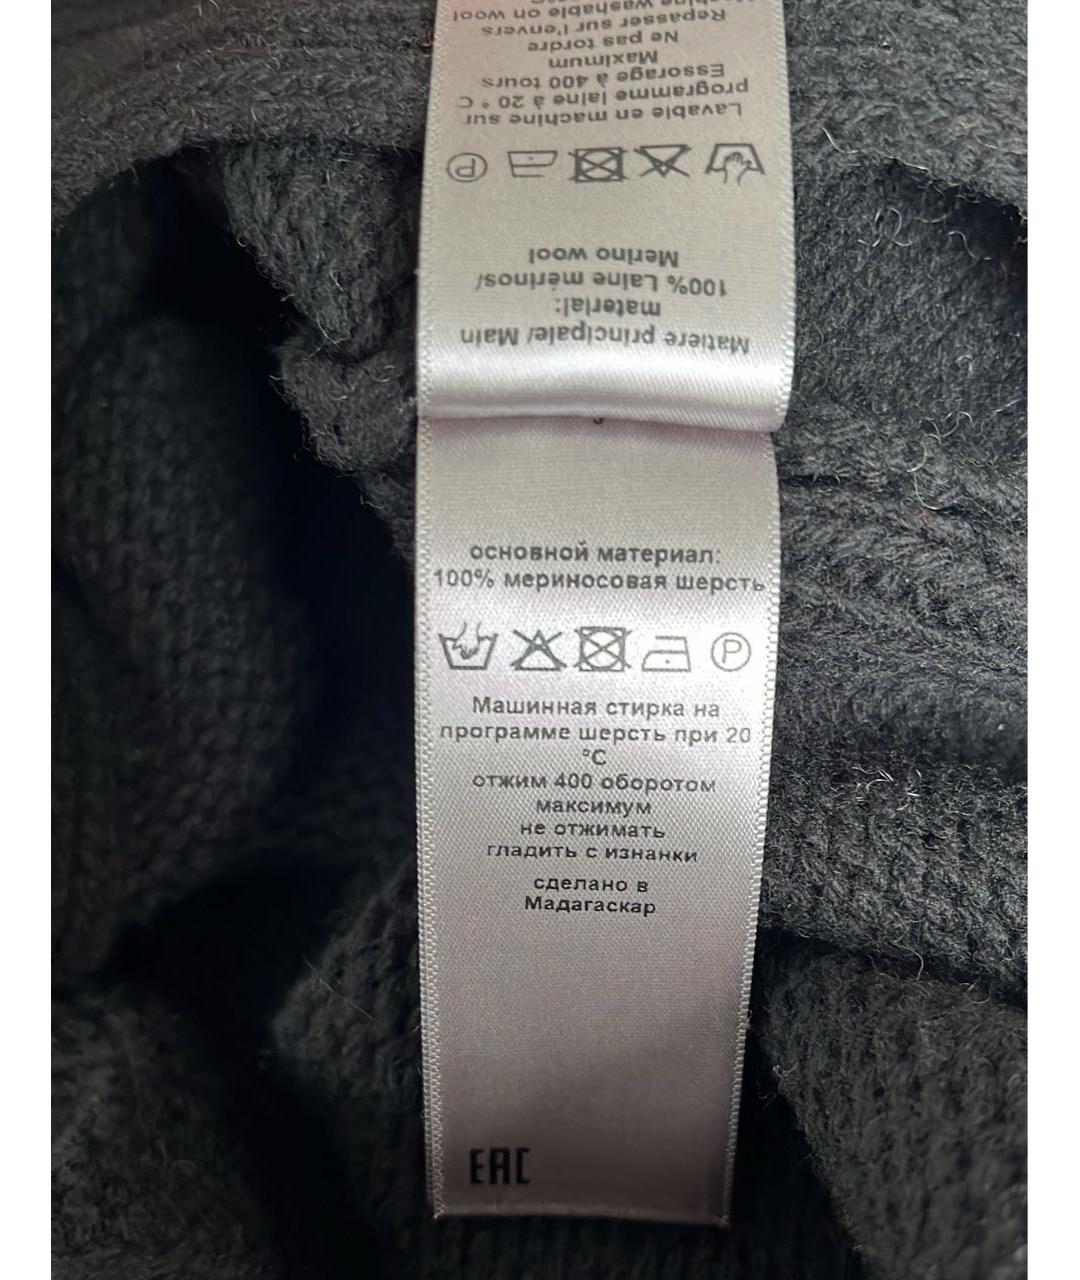 Matière principale/ Main
material:
100% Laine mérinos/
Merino wool
P
Lavable en machine sur
programme laine à 20 ° C
Essorage à 400 tours
Maximum
Ne pas tordre
Repasser sur l'envers
Machine washable on wool
основной материал:
100% мериносовая шерсть
P
Машинная стирка на
программе шерсть при 20
°C
отжим 400 оборотом
максимум
не отжимать
гладить с изнанки
сделано в
Мадагаскар
EAC